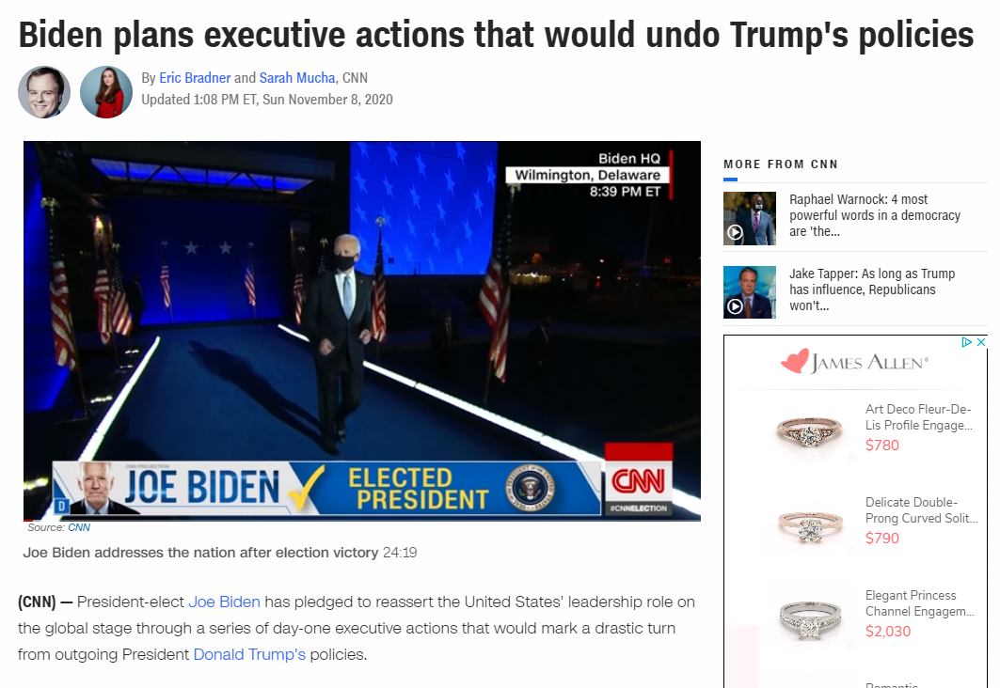 Biden plans executive actions that would undo Trump's policies
By Eric Bradner and Sarah Mucha, CNN
Updated 1:08 PM ET, Sun November 8, 2020
Biden HQ
Wilmington, Delaware
8:39 PM ET
CNN PROJECTION
JOE BIDEN
D
ELECTED
PRESIDENT
CNN
#CNNELECTION
Source: CNN
Joe Biden addresses the nation after election victory 24:19
(CNN) — President-elect Joe Biden has pledged to reassert the United States' leadership role on
the global stage through a series of day-one executive actions that would mark a drastic turn
from outgoing President Donald Trump's policies.
MORE FROM CNN
Raphael Warnock: 4 most
powerful words in a democracy
are 'the...
Jake Tapper: As long as Trump
has influence, Republicans
won't...
JAMES ALLEN®
Art Deco Fleur-De-
Lis Profile Engage...
$780
Delicate Double-
Prong Curved Solit...
$790
Elegant Princess
Channel Engagem...
$2,030
Romantic